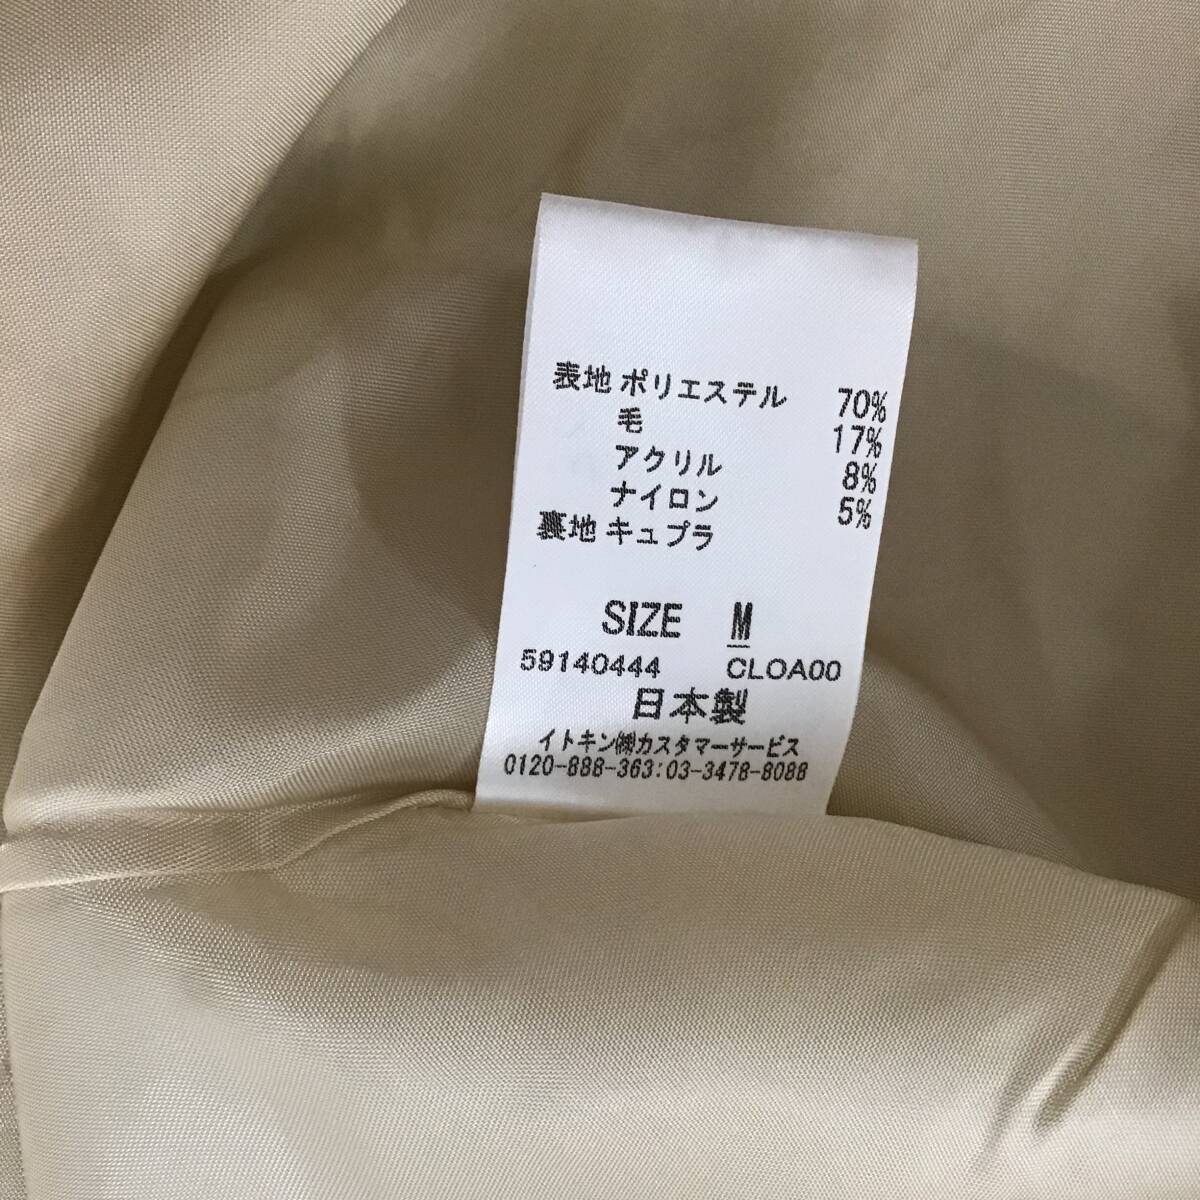 表地 ポリエステル 70%
毛 17%
アクリル 8%
ナイロン 5%
裏地 キュプラ
SIZE M
59140444 CLOA00
日本製
イトキン㈱カスタマーサービス
0120-888-363:03-3478-8088